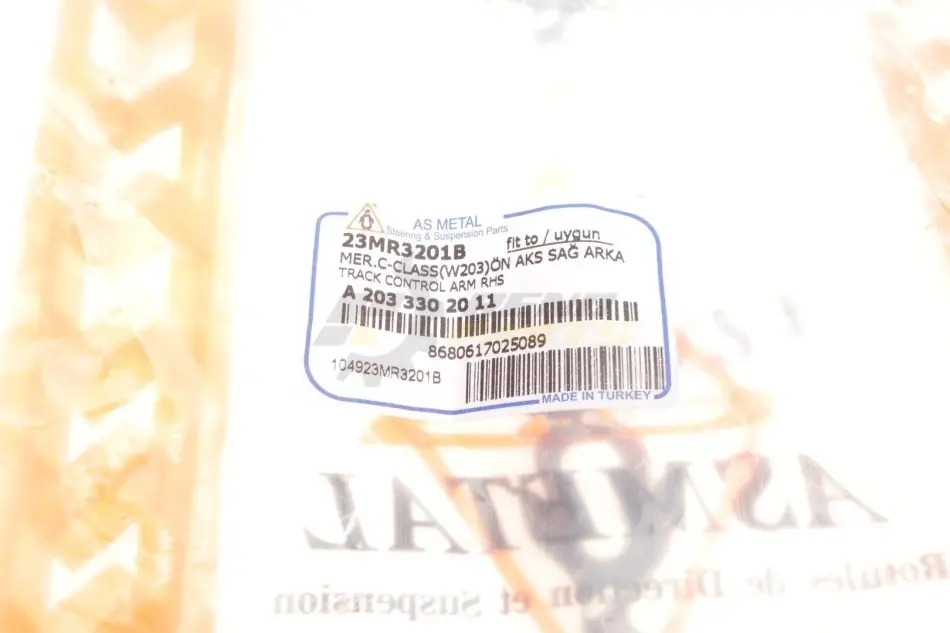 AS METAL
Steering & Suspension Parts
23MR3201B
fit to / uygun
MER.C-CLASS(W203)ÖN AKS SAĞ ARKA
TRACK CONTROL ARM RHS
A 203 330 20 11
8680617025089
104923MR3201B
MADE IN TURKEY
ASMETAL
Rotules de Direction et Suspension